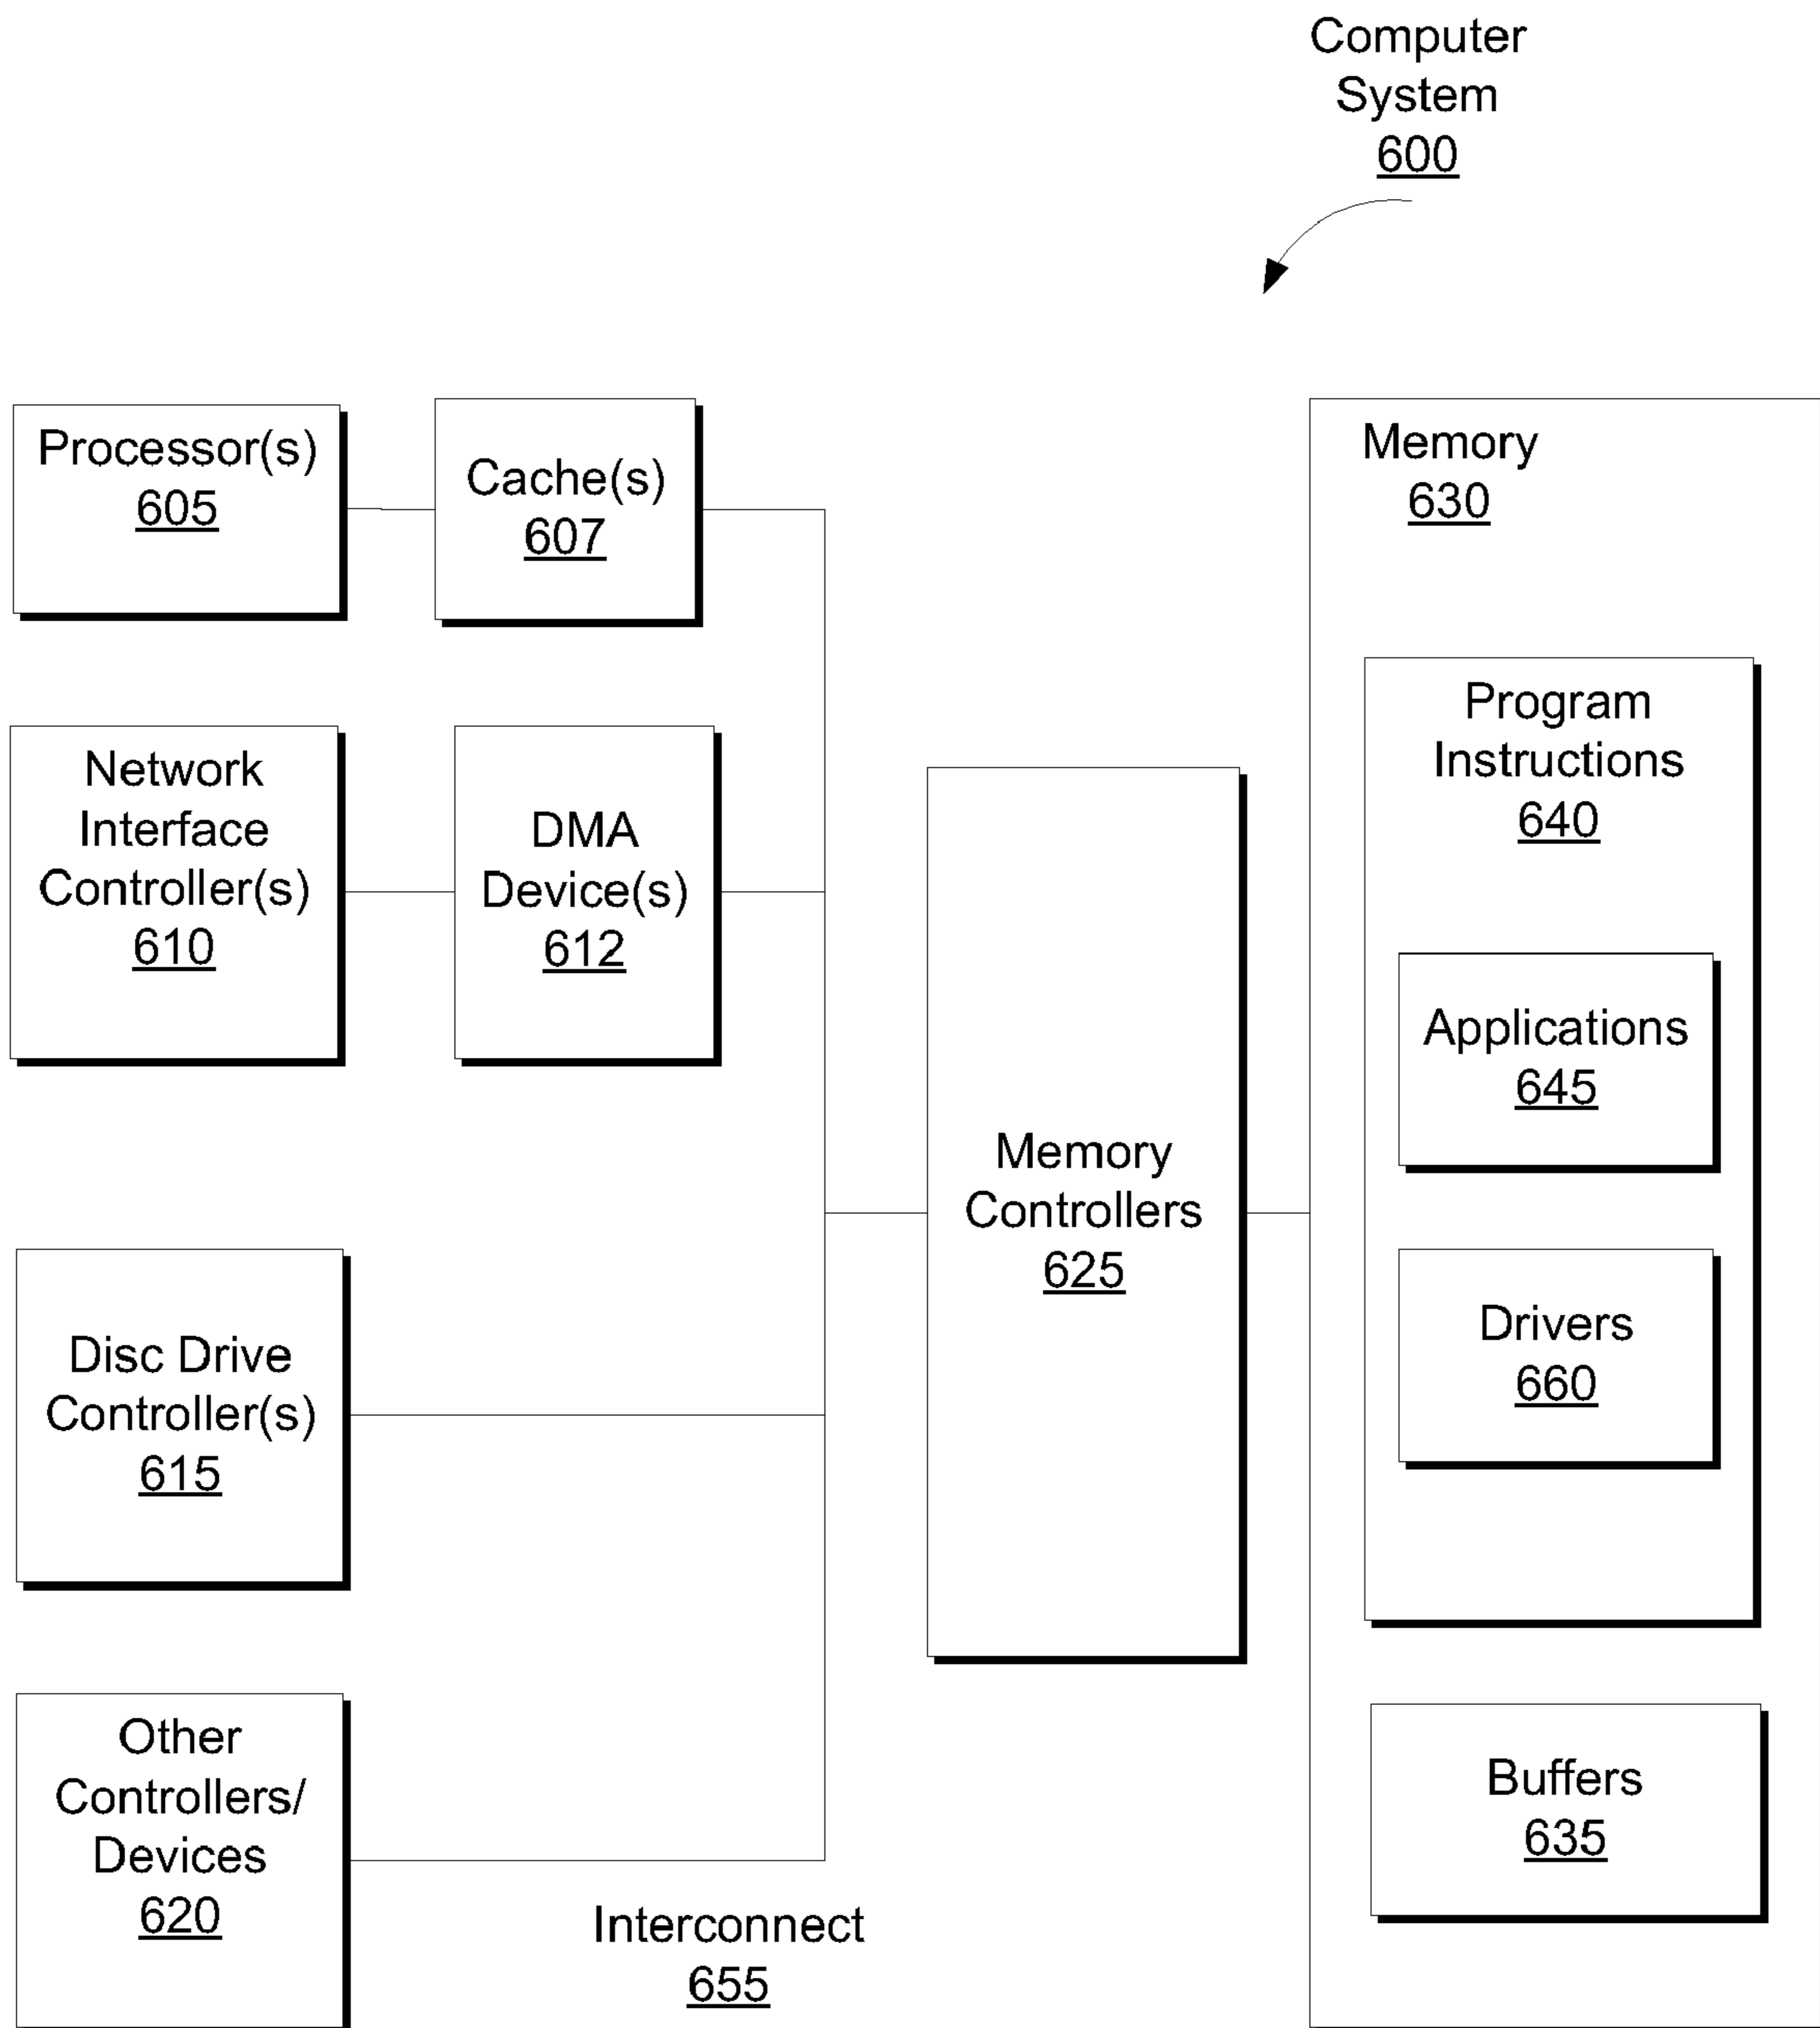 Computer
System
600
Processor(s)
605
Cache(s)
607
Memory
630
Network
Interface
Controller(s)
610
DMA
Device(s)
612
Program
Instructions
640
Applications
645
Memory
Controllers
625
Disc Drive
Controller(s)
615
Drivers
660
Other
Controllers/
Devices
620
Buffers
635
Interconnect
655